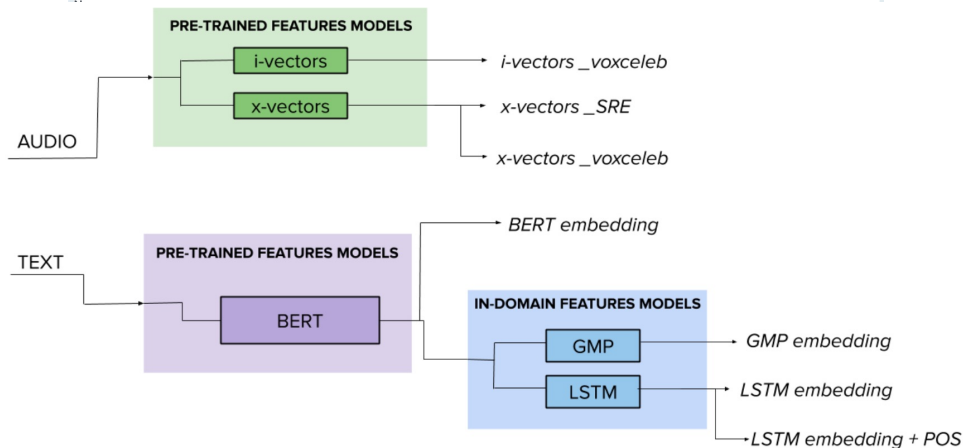 PRE-TRAINED FEATURES MODELS
i-vectors
i-vectors _voxceleb
x-vectors
x-vectors _SRE
AUDIO
x-vectors _voxceleb
BERT embedding
PRE-TRAINED FEATURES MODELS
TEXT
BERT
IN-DOMAIN FEATURES MODELS
GMP
GMP embedding
LSTM
LSTM embedding
LSTM embedding + POS